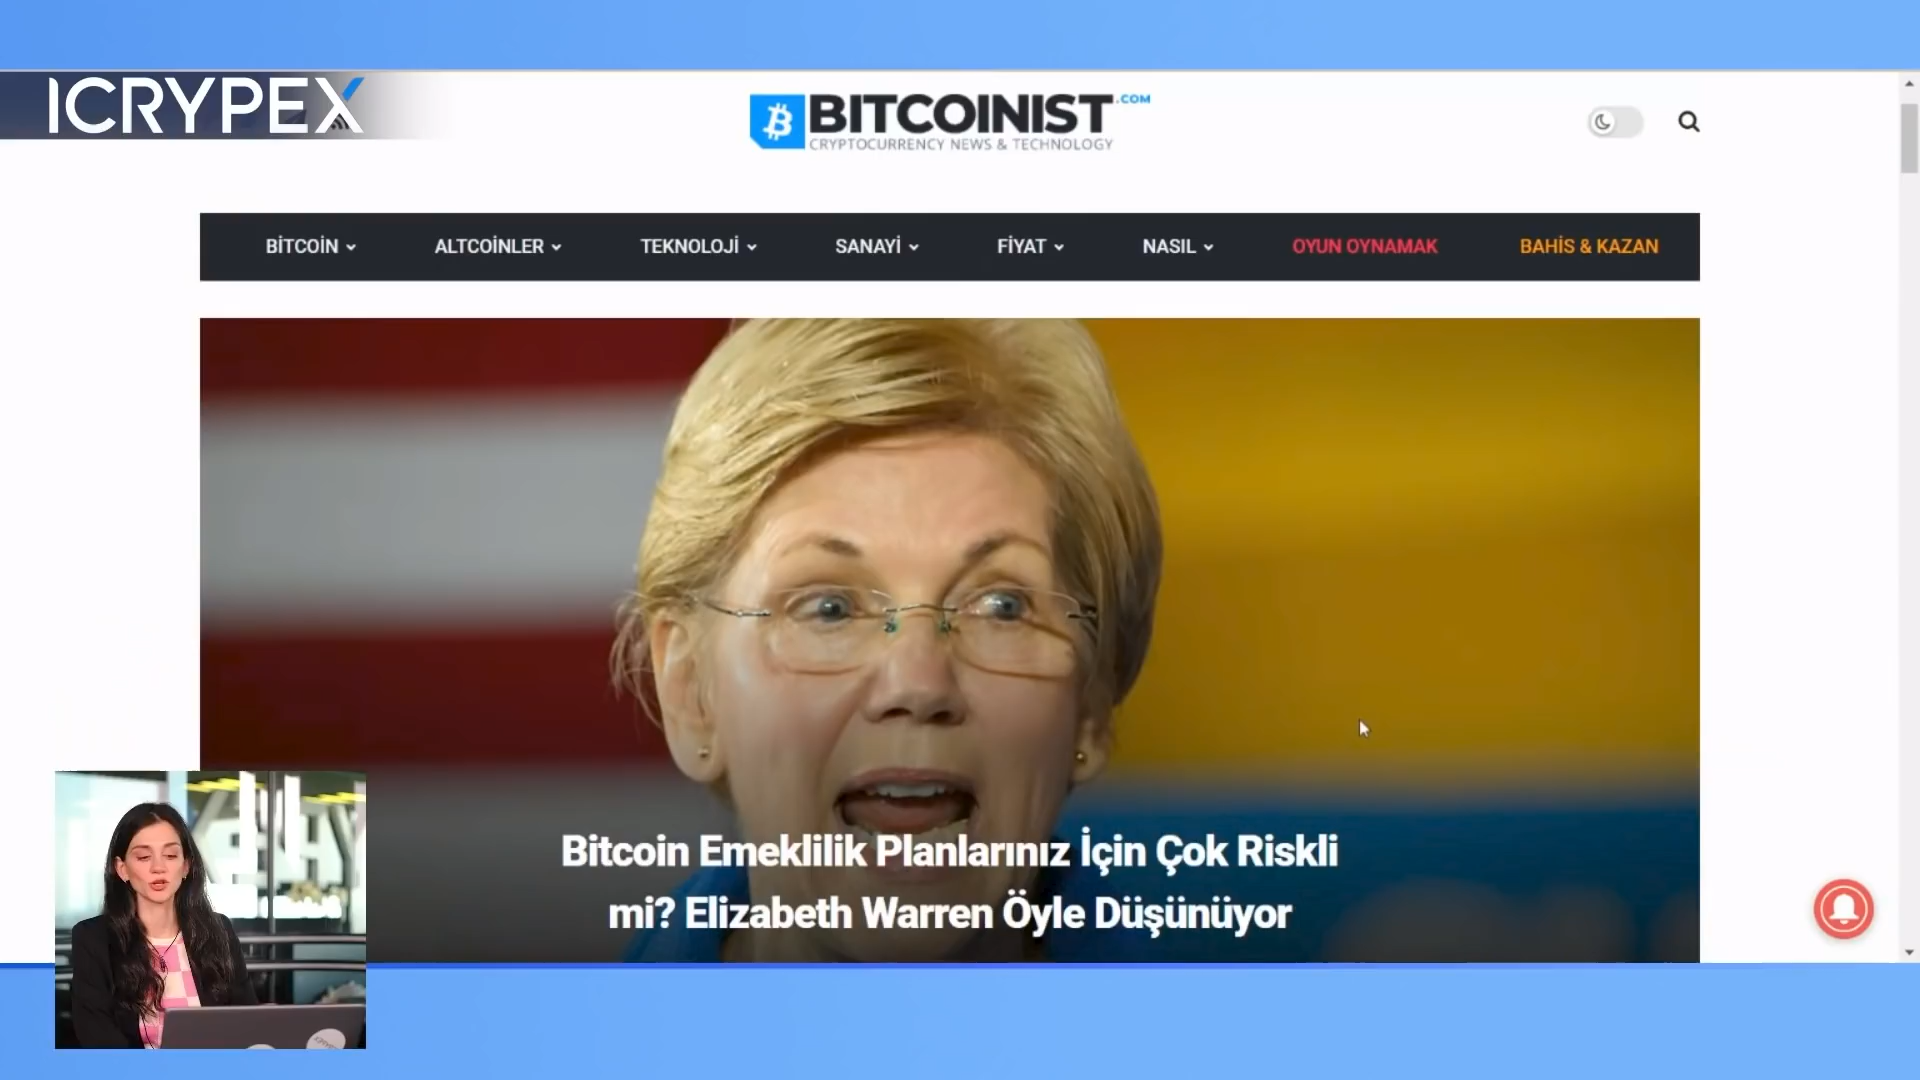 ICRYPEX
BITCOINIST.COM
CRYPTOCURRENCY NEWS & TECHNOLOGY
BİTCOİN
ALTCOİNLER
TEKNOLOJİ
SANAYİ
FİYAT
NASIL
OYUN OYNAMAK
BAHİS & KAZAN
Bitcoin Emeklilik Planlarınız İçin Çok Riskli
mi? Elizabeth Warren Öyle Düşünüyor